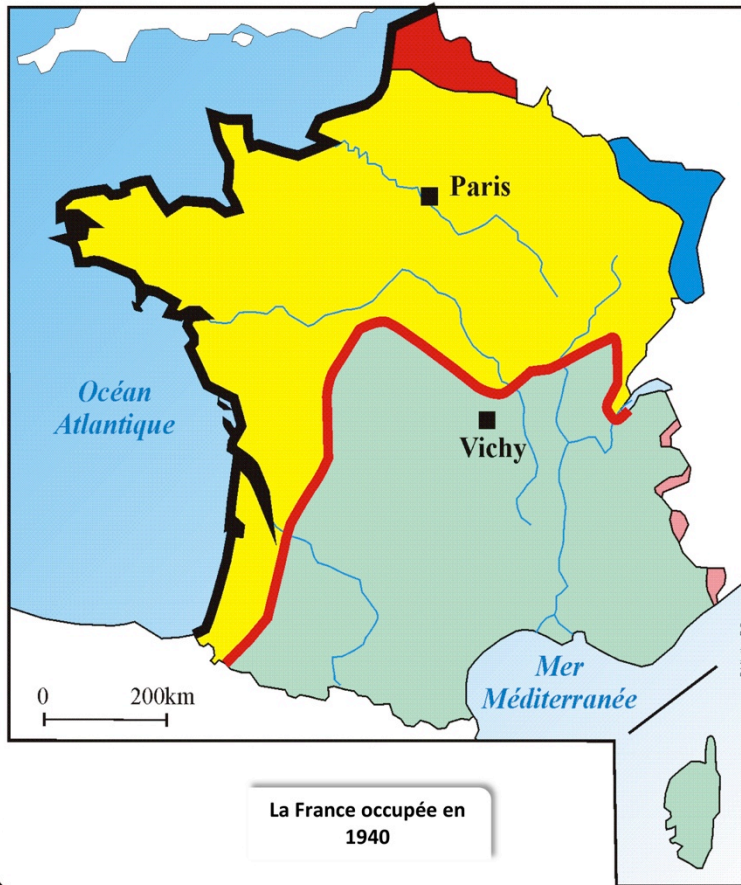 Paris
Océan
Atlantique
Vichy
Mer
Méditerranée
0 200km
La France occupée en
1940